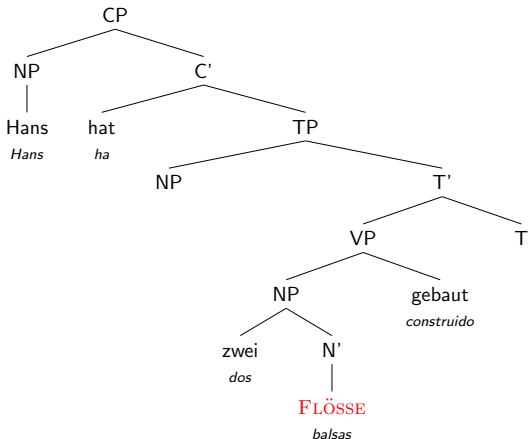 CP
NP C'
Hans hat TP
Hans ha
NP T'
VP T
NP gebaut
construido
zwei N'
dos
FLÖSSE
balsas